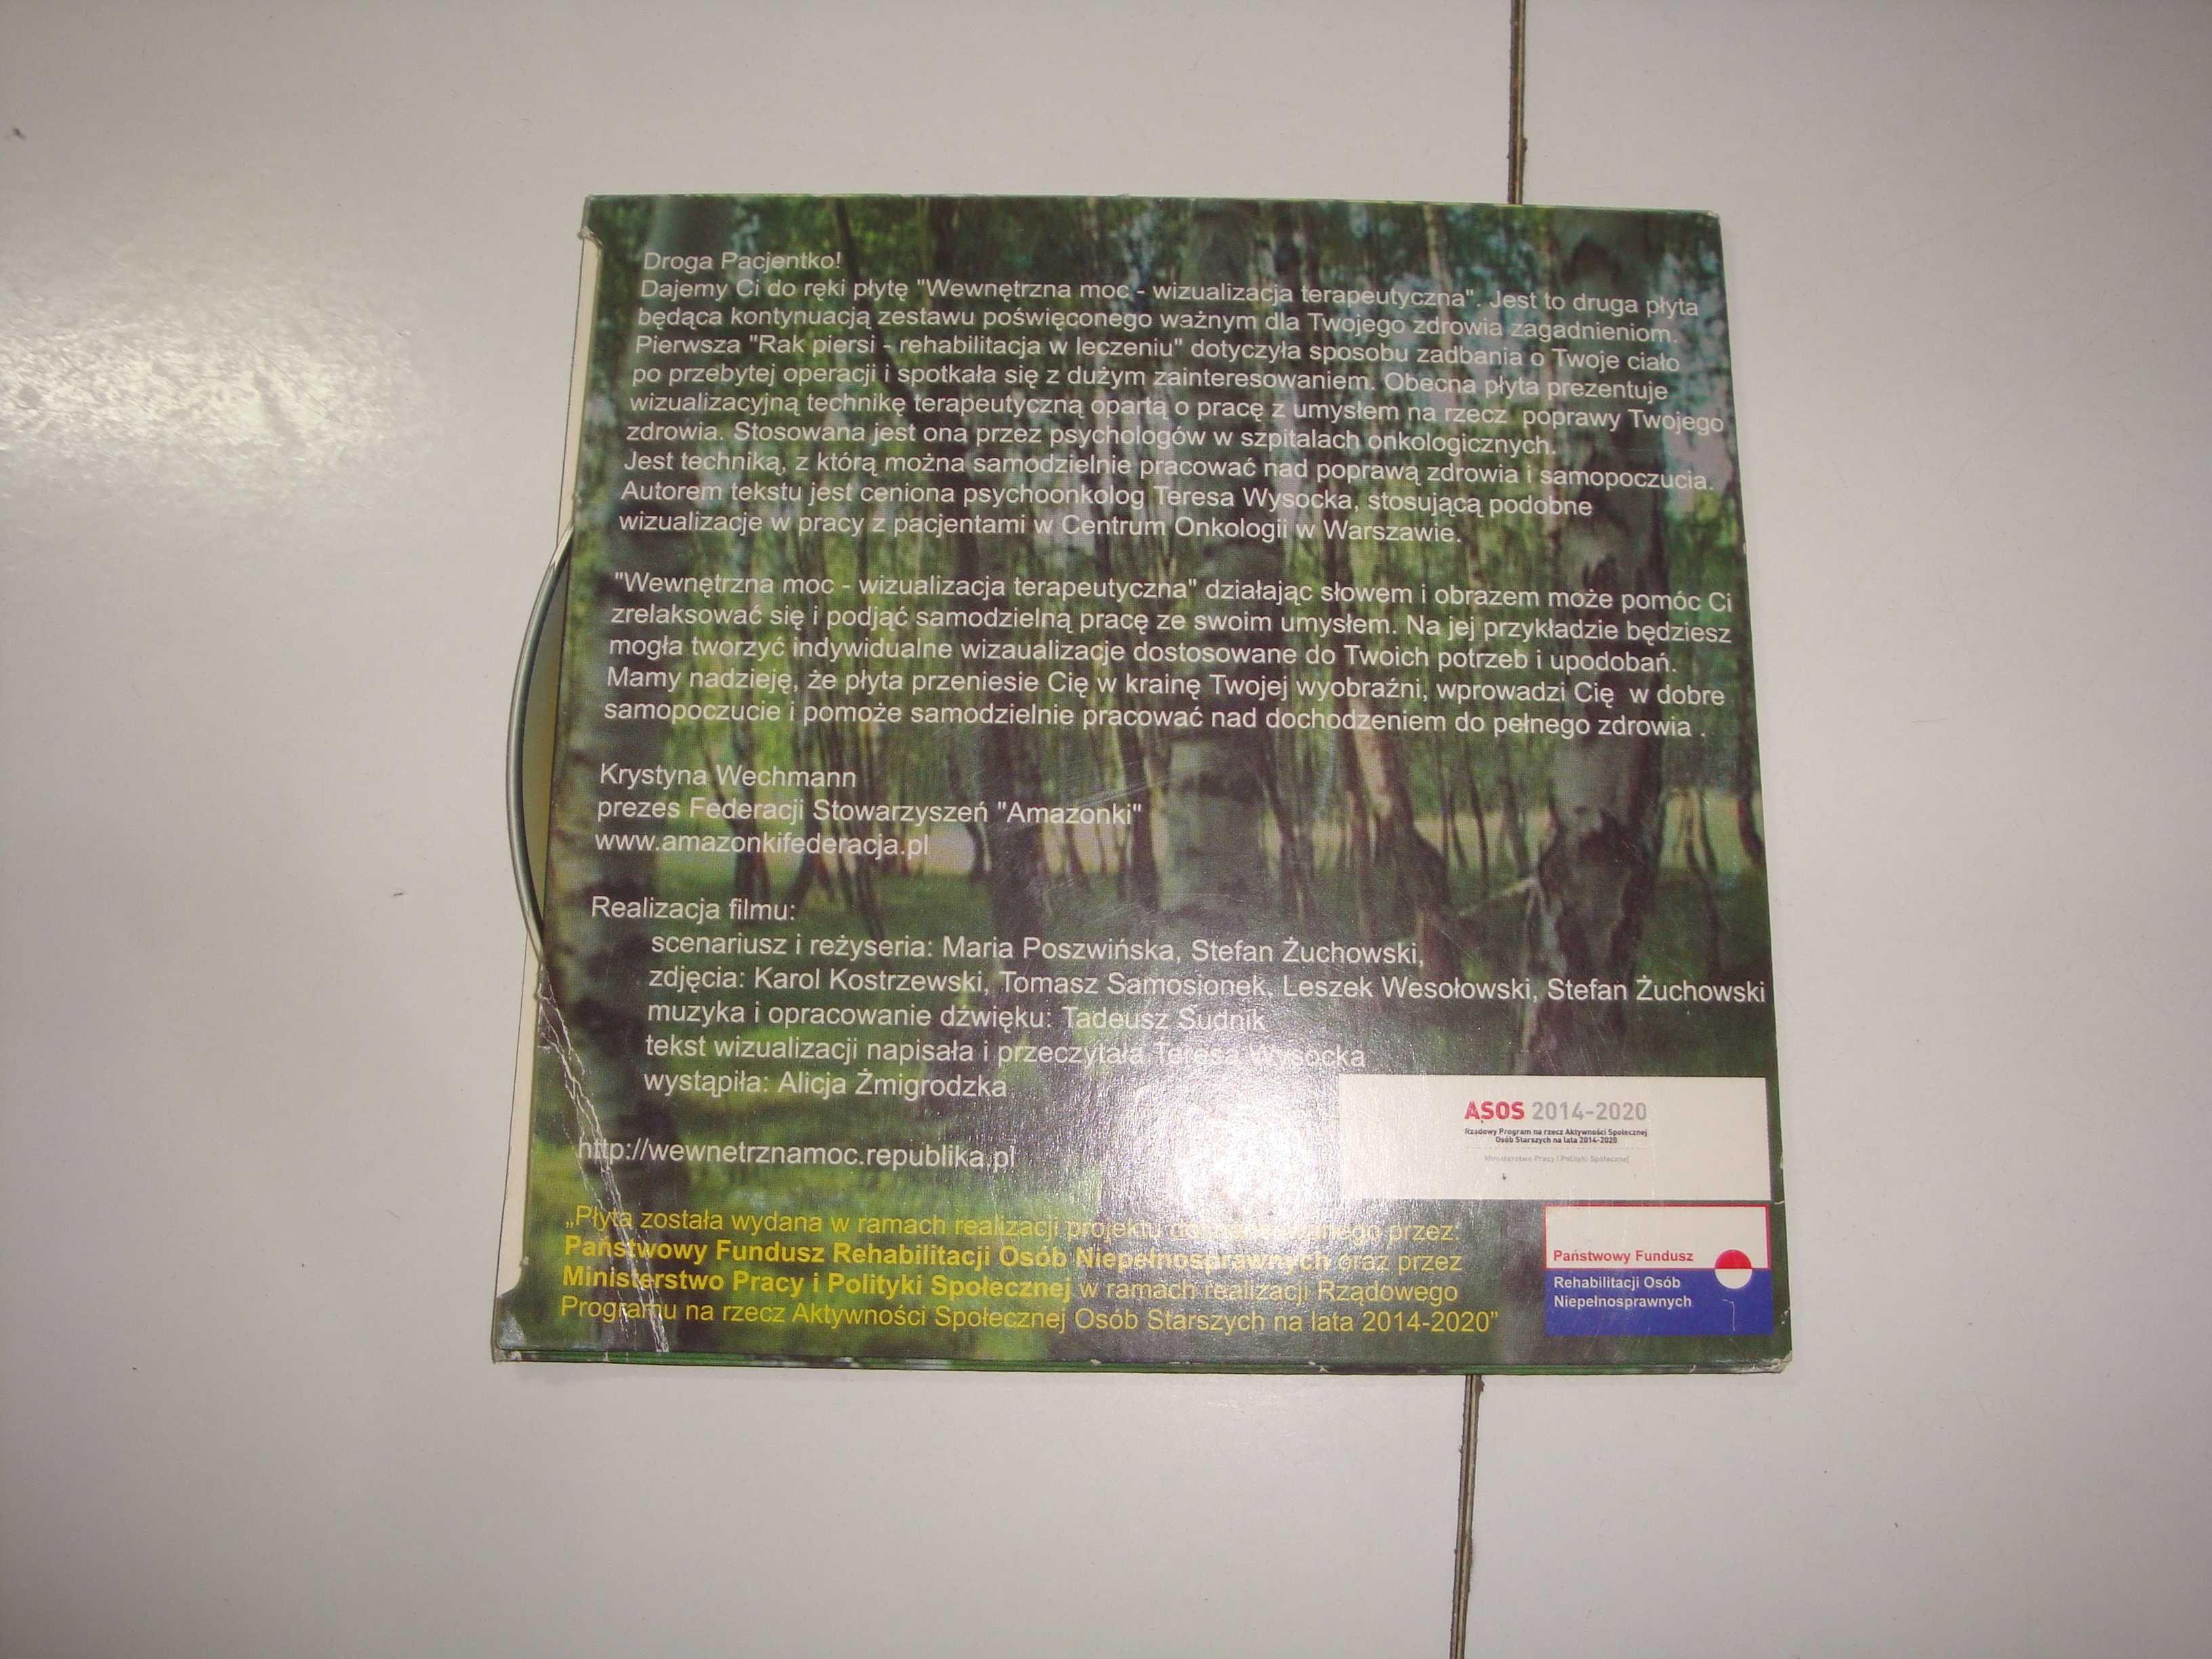 Droga Pacjentko!
Dajemy Ci do ręki płytę "Wewnętrzna moc - wizualizacja terapeutyczna". Jest to druga płyta
będąca kontynuacją zestawu poświęconego ważnym dla Twojego zdrowia zagadnieniom.
Pierwsza "Rak piersi - rehabilitacja w leczeniu" dotyczyła sposobu zadbania o Twoje ciało
po przebytej operacji i spotkała się z dużym zainteresowaniem. Obecna płyta prezentuje
wizualizacyjną technikę terapeutyczną opartą o pracę z umysłem na rzecz poprawy Twojego
zdrowia. Stosowana jest ona przez psychologów w szpitalach onkologicznych.
Jest techniką, z którą można samodzielnie pracować nad poprawą zdrowia i samopoczucia.
Autorem tekstu jest ceniona psychoonkolog Teresa Wysocka, stosującą podobne
wizualizacje w pracy z pacjentami w Centrum Onkologii w Warszawie.
"Wewnętrzna moc - wizualizacja terapeutyczna" działając słowem i obrazem może pomóc Ci
zrelaksować się i podjąć samodzielną pracę ze swoim umysłem. Na jej przykładzie będziesz
mogła tworzyć indywidualne wizaualizacje dostosowane do Twoich potrzeb i upodobań.
Mamy nadzieję, że płyta przeniesie Cię w krainę Twojej wyobraźni, wprowadzi Cię w dobre
samopoczucie i pomoże samodzielnie pracować nad dochodzeniem do pełnego zdrowia .
Krystyna Wechmann
prezes Federacji Stowarzyszeń "Amazonki"
www.amazonkifederacja.pl
Realizacja filmu:
scenariusz i reżyseria: Maria Poszwińska, Stefan Żuchowski,
zdjęcia: Karol Kostrzewski, Tomasz Samosionek, Leszek Wesołowski, Stefan Żuchowski
muzyka i opracowanie dźwięku: Tadeusz Sudnik
tekst wizualizacji napisała i przeczytała Teresa Wysocka
wystąpiła: Alicja Żmigrodzka
http://wewnetrznamoc.republika.pl
ASOS 2014-2020
Rządowy Program na rzecz Aktywności Społecznej
Osób Starszych na lata 2014-2020
Ministerstwo Pracy i Polityki Społecznej
„Płyta została wydana w ramach realizacji projektu przez:
Państwowy Fundusz Rehabilitacji Osób Niepełnosprawnych oraz przez
Ministerstwo Pracy i Polityki Społecznej w ramach realizacji Rządowego
Programu na rzecz Aktywności Społecznej Osób Starszych na lata 2014-2020”
Państwowy Fundusz
Rehabilitacji Osób
Niepełnosprawnych